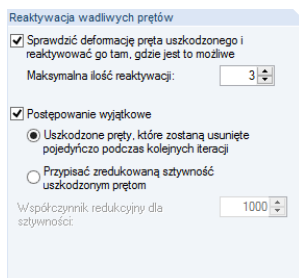 Reaktywacja wadliwych prętów
Sprawdzić deformację pręta uszkodzonego i
reaktywować go tam, gdzie jest to możliwe
Maksymalna ilość reaktywacji:
3
Postępowanie wyjątkowe
Uszkodzone pręty, które zostaną usunięte
pojedyńczo podczas kolejnych iteracji
Przypisać zredukowaną sztywność
uszkodzonym prętom
Współczynnik redukcyjny dla
sztywności:
1000